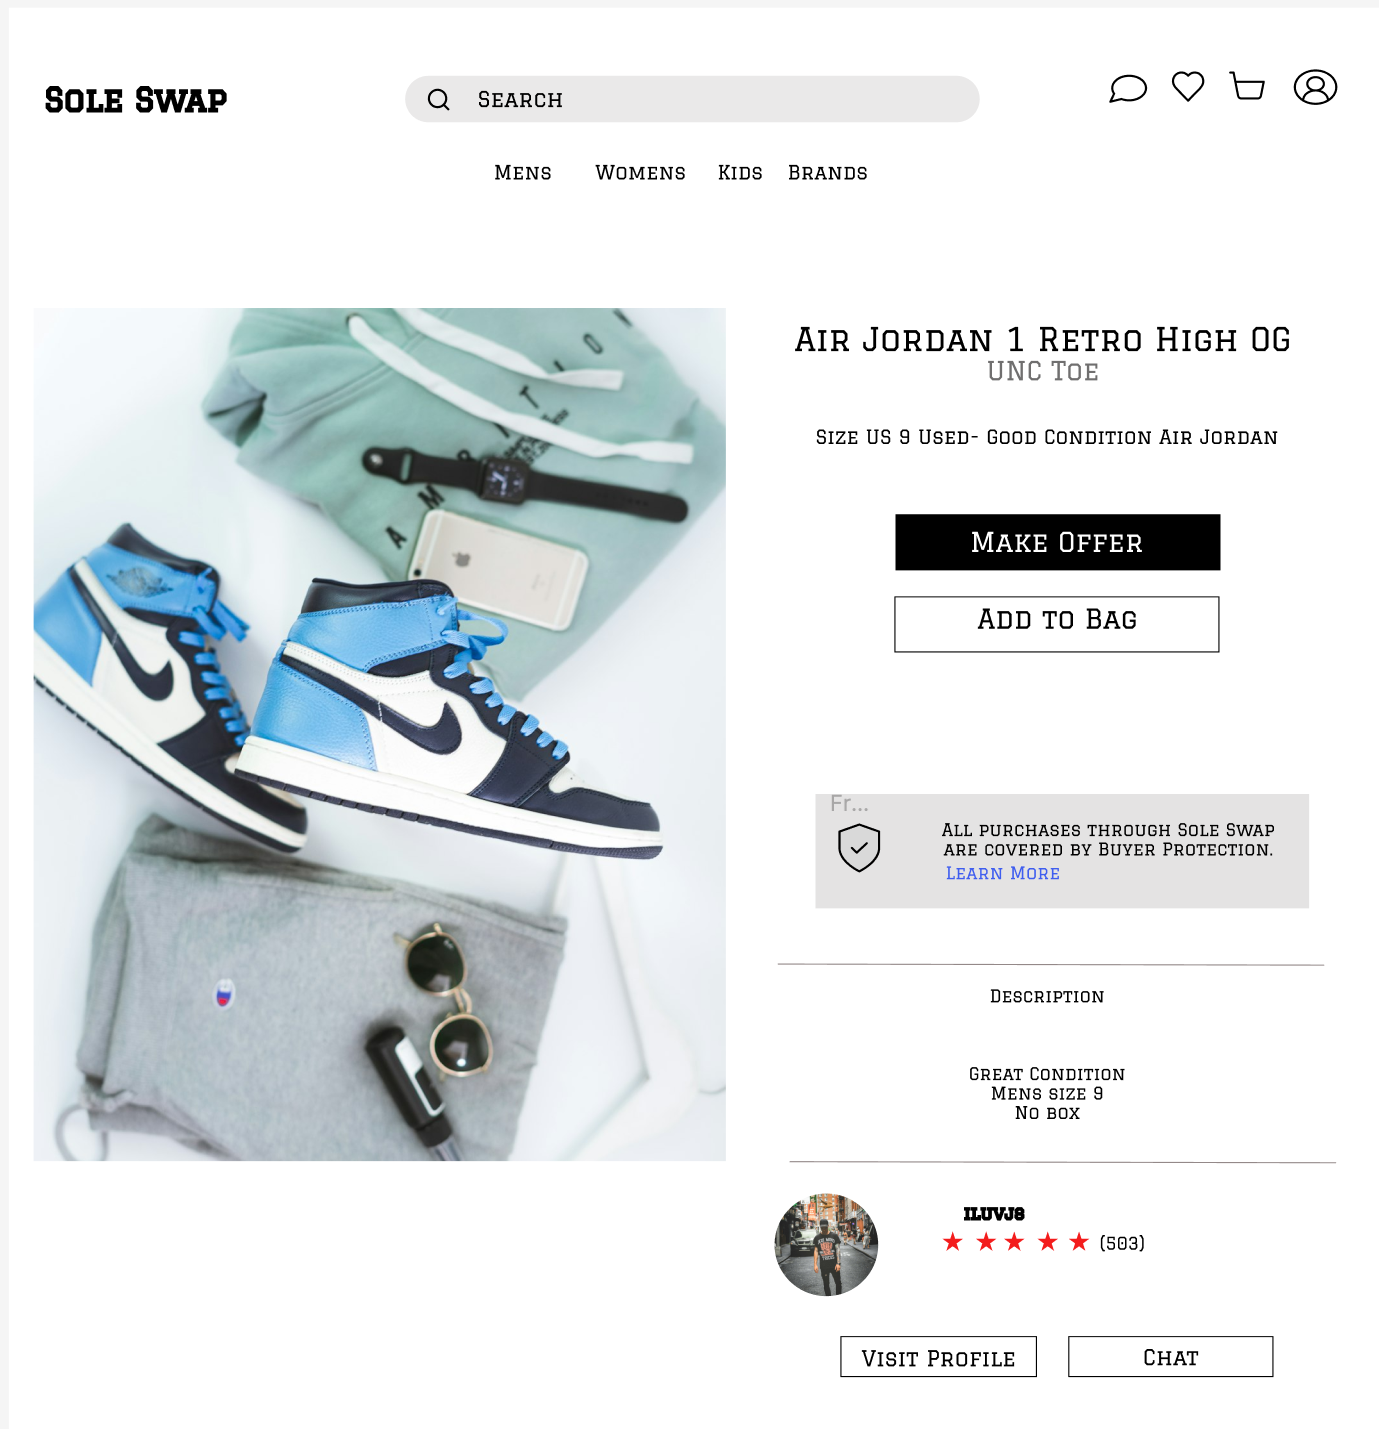 Sole Swap
Search
Mens Womens Kids Brands
Air Jordan 1 Retro High OG
UNC Toe
Size US 9 Used- Good Condition Air Jordan
Make Offer
Add to Bag
Fr...
All purchases through Sole Swap
are covered by Buyer Protection.
Learn More
Description
Great Condition
Mens size 9
No box
ILUVJ8
(503)
Visit Profile Chat